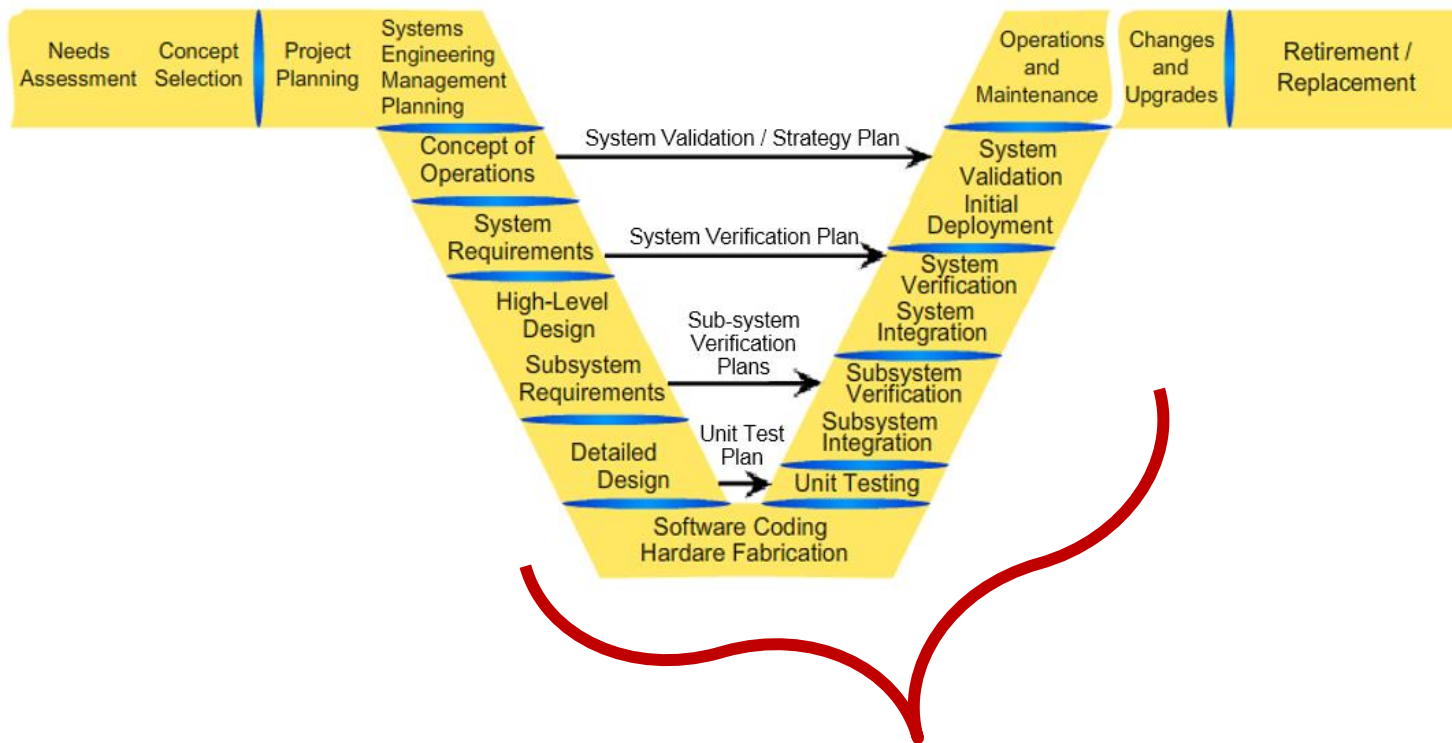 Needs
Assessment
Concept
Selection
Project
Planning
Systems
Engineering
Management
Planning
Concept of
Operations
System
Requirements
High-Level
Design
Subsystem
Requirements
Detailed
Design
Software Coding
Hardare Fabrication
System Validation / Strategy Plan
System Verification Plan
Sub-system
Verification
Plans
Unit Test
Plan
Unit Testing
Subsystem
Verification
Subsystem
Integration
System
Verification
System
Integration
System
Validation
Initial
Deployment
Operations
and
Maintenance
Changes
and
Upgrades
Retirement /
Replacement